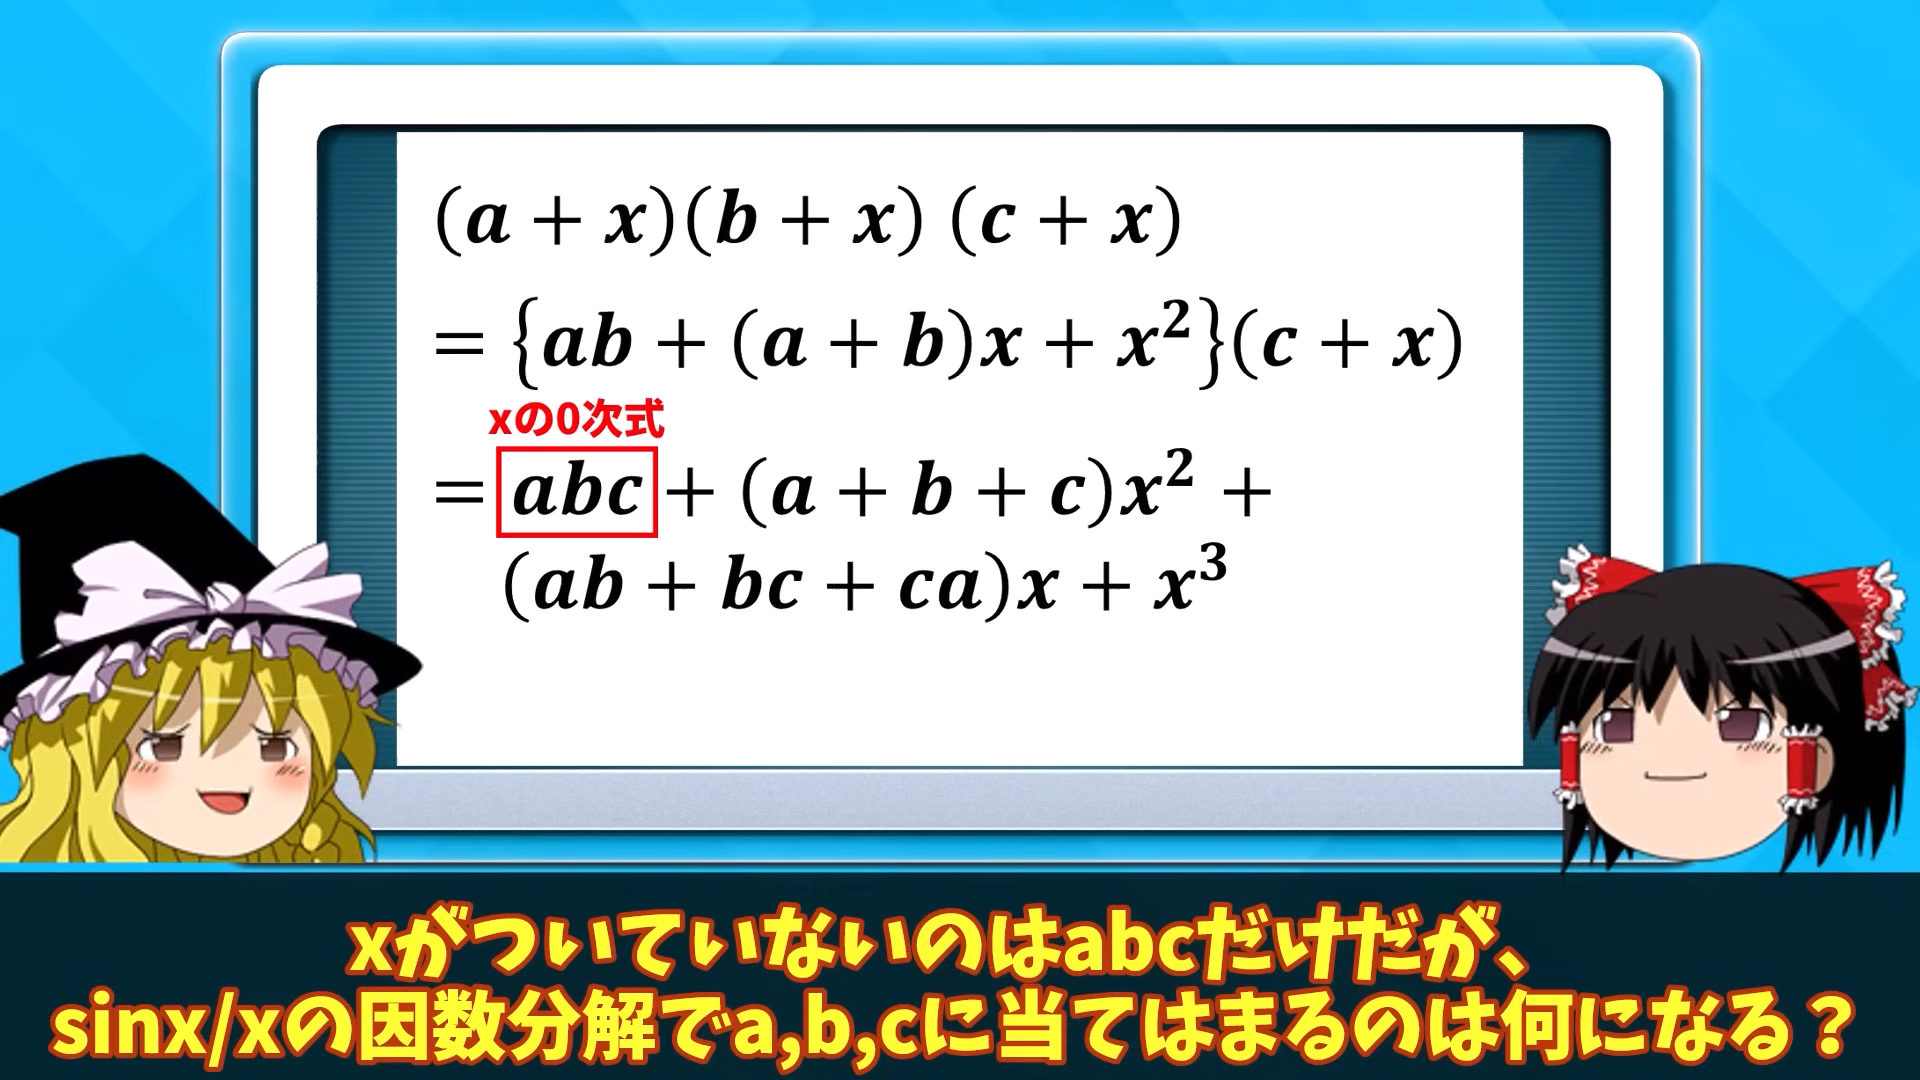 (a + x)(b + x) (c + x)
= {ab + (a + b)x + x²}(c + x)
xの0次式
= abc + (a + b + c)x² +
(ab + bc + ca)x + x³
xがついていないのはabcだけだが、
sinx/xの因数分解でa,b,cに当てはまるのは何になる？